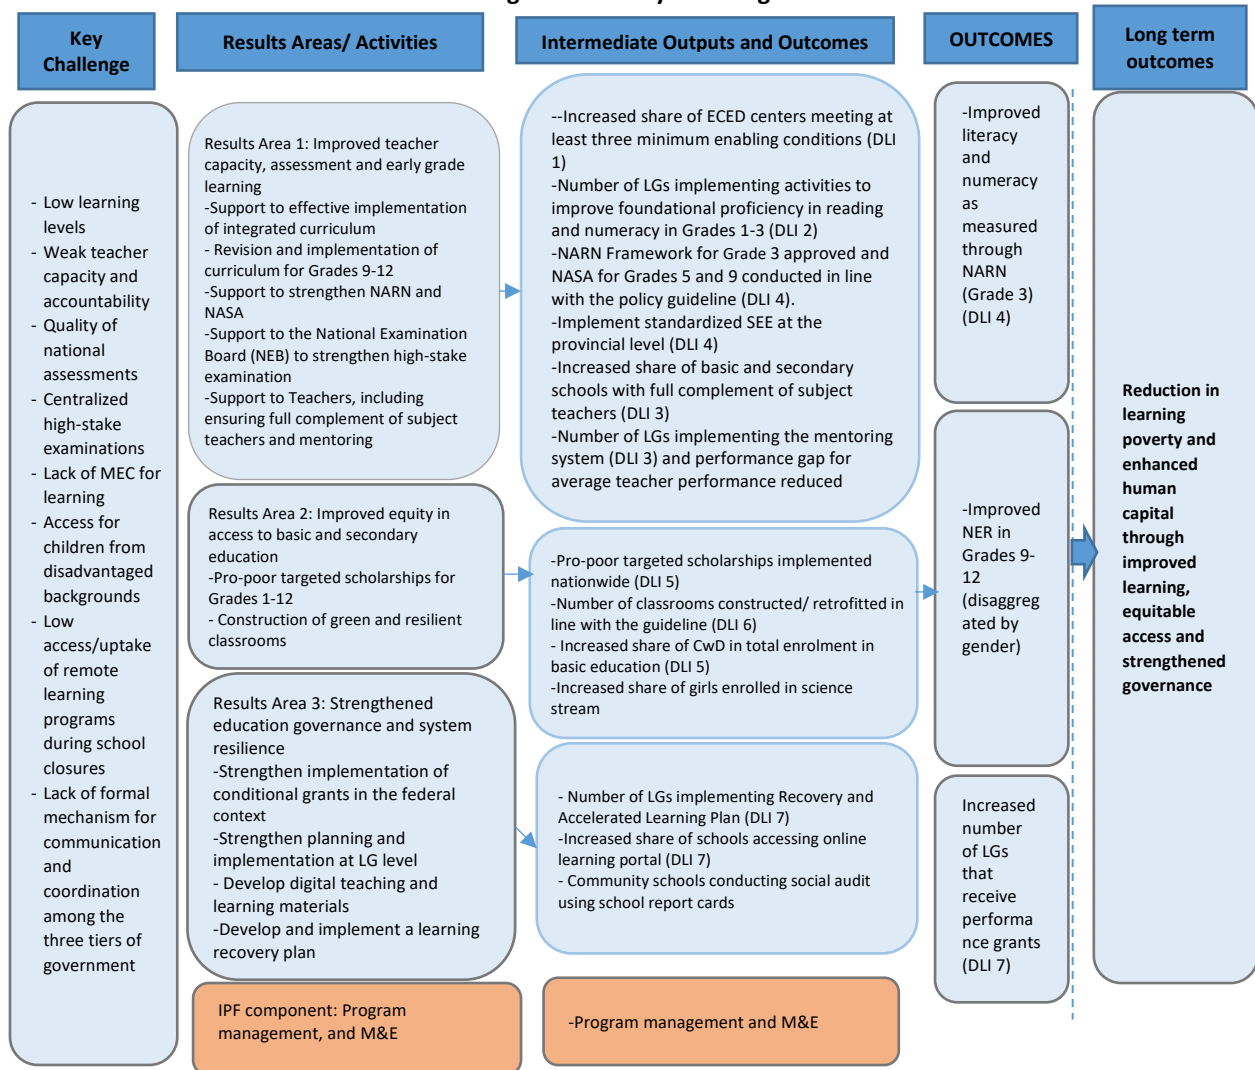 Key
Challenge
Results Areas/ Activities
Intermediate Outputs and Outcomes
OUTCOMES
Long term
outcomes
- Low learning
levels
- Weak teacher
capacity and
accountability
- Quality of
national
assessments
- Centralized
high-stake
examinations
- Lack of MEC for
learning
- Access for
children from
disadvantaged
backgrounds
- Low
access/uptake
of remote
learning
programs
during school
closures
- Lack of formal
mechanism for
communication
and
coordination
among the
three tiers of
government
Results Area 1: Improved teacher
capacity, assessment and early grade
learning
-Support to effective implementation
of integrated curriculum
- Revision and implementation of
curriculum for Grades 9-12
-Support to strengthen NARN and
NASA
-Support to the National Examination
Board (NEB) to strengthen high-stake
examination
-Support to Teachers, including
ensuring full complement of subject
teachers and mentoring
Results Area 2: Improved equity in
access to basic and secondary
education
-Pro-poor targeted scholarships for
Grades 1-12
- Construction of green and resilient
classrooms
Results Area 3: Strengthened
education governance and system
resilience
-Strengthen implementation of
conditional grants in the federal
context
-Strengthen planning and
implementation at LG level
- Develop digital teaching and
learning materials
-Develop and implement a learning
recovery plan
IPF component: Program
management, and M&E
--Increased share of ECED centers meeting at
least three minimum enabling conditions (DLI
1)
-Number of LGs implementing activities to
improve foundational proficiency in reading
and numeracy in Grades 1-3 (DLI 2)
-NARN Framework for Grade 3 approved and
NASA for Grades 5 and 9 conducted in line
with the policy guideline (DLI 4).
-Implement standardized SEE at the
provincial level (DLI 4)
-Increased share of basic and secondary
schools with full complement of subject
teachers (DLI 3)
-Number of LGs implementing the mentoring
system (DLI 3) and performance gap for
average teacher performance reduced
-Pro-poor targeted scholarships implemented
nationwide (DLI 5)
-Number of classrooms constructed/ retrofitted in
line with the guideline (DLI 6)
- Increased share of CwD in total enrolment in
basic education (DLI 5)
-Increased share of girls enrolled in science
stream
- Number of LGs implementing Recovery and
Accelerated Learning Plan (DLI 7)
-Increased share of schools accessing online
learning portal (DLI 7)
- Community schools conducting social audit
using school report cards
-Program management and M&E
-Improved
literacy
and
numeracy
as
measured
through
NARN
(Grade 3)
(DLI 4)
-Improved
NER in
Grades 9-
12
(disaggreg
ated by
gender)
Increased
number
of LGs
that
receive
performa
nce grants
(DLI 7)
Reduction in
learning
poverty and
enhanced
human
capital
through
improved
learning,
equitable
access and
strengthened
governance